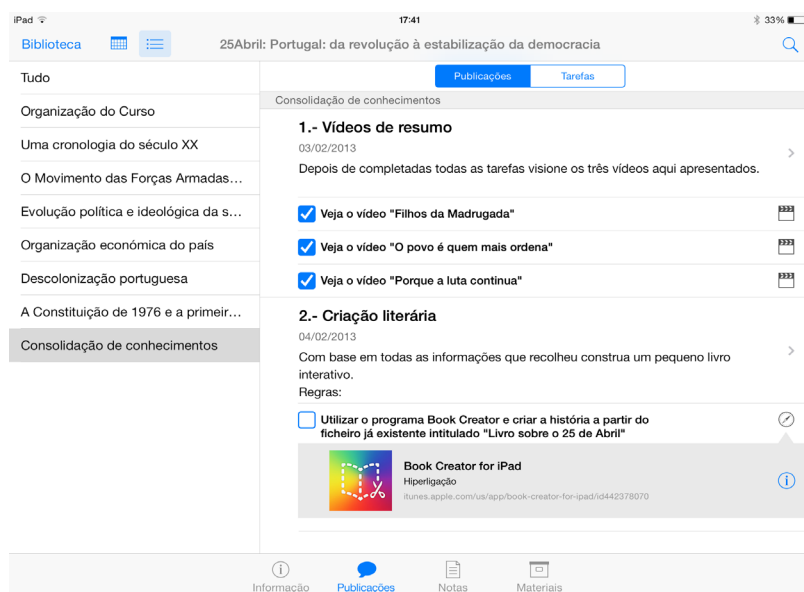 iPad 17:41 33%
Biblioteca 25Abril: Portugal: da revolução à estabilização da democracia
Tudo
Organização do Curso
Uma cronologia do século XX
O Movimento das Forças Armadas...
Evolução política e ideológica da s...
Organização económica do país
Descolonização portuguesa
A Constituição de 1976 e a primeir...
Consolidação de conhecimentos
Publicações Tarefas
Consolidação de conhecimentos
1.- Vídeos de resumo
03/02/2013
Depois de completadas todas as tarefas visione os três vídeos aqui apresentados.
Veja o vídeo "Filhos da Madrugada"
Veja o vídeo "O povo é quem mais ordena"
Veja o vídeo "Porque a luta continua"
2.- Criação literária
04/02/2013
Com base em todas as informações que recolheu construa um pequeno livro
interativo.
Regras:
Utilizar o programa Book Creator e criar a história a partir do
ficheiro já existente intitulado "Livro sobre o 25 de Abril"
Book Creator for iPad
Hiperligação
itunes.apple.com/us/app/book-creator-for-ipad/id442378070
Informação Publicações Notas Materiais